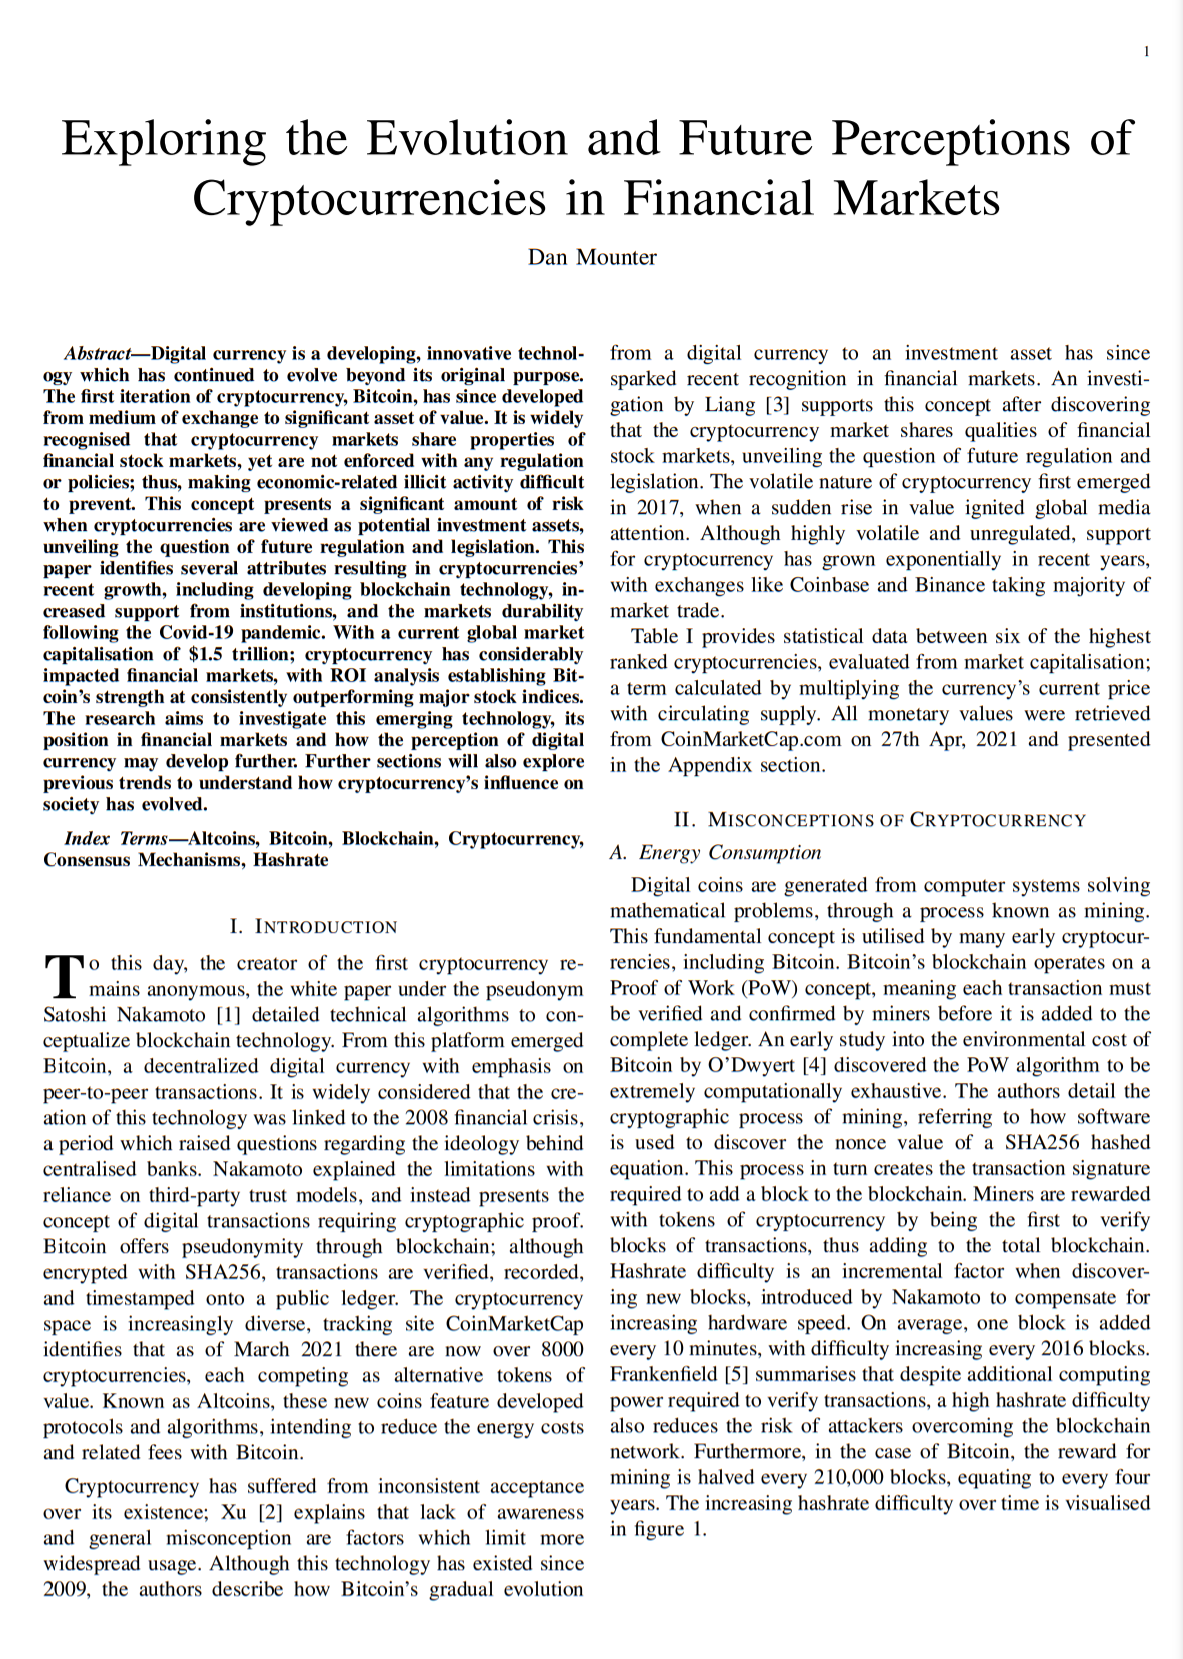 1
Exploring the Evolution and Future Perceptions of
Cryptocurrencies in Financial Markets
Dan Mounter
Abstract—Digital currency is a developing, innovative technol-
ogy which has continued to evolve beyond its original purpose.
The first iteration of cryptocurrency, Bitcoin, has since developed
from medium of exchange to significant asset of value. It is widely
recognised that cryptocurrency markets share properties of
financial stock markets, yet are not enforced with any regulation
or policies; thus, making economic-related illicit activity difficult
to prevent. This concept presents a significant amount of risk
when cryptocurrencies are viewed as potential investment assets,
unveiling the question of future regulation and legislation. This
paper identifies several attributes resulting in cryptocurrencies’
recent growth, including developing blockchain technology, in-
creased support from institutions, and the markets durability
following the Covid-19 pandemic. With a current global market
capitalisation of $1.5 trillion; cryptocurrency has considerably
impacted financial markets, with ROI analysis establishing Bit-
coin’s strength at consistently outperforming major stock indices.
The research aims to investigate this emerging technology, its
position in financial markets and how the perception of digital
currency may develop further. Further sections will also explore
previous trends to understand how cryptocurrency’s influence on
society has evolved.
Index Terms—Altcoins, Bitcoin, Blockchain, Cryptocurrency,
Consensus Mechanisms, Hashrate
I. INTRODUCTION
To this day, the creator of the first cryptocurrency re-
mains anonymous, the white paper under the pseudonym
Satoshi Nakamoto [1] detailed technical algorithms to con-
ceptualize blockchain technology. From this platform emerged
Bitcoin, a decentralized digital currency with emphasis on
peer-to-peer transactions. It is widely considered that the cre-
ation of this technology was linked to the 2008 financial crisis,
a period which raised questions regarding the ideology behind
centralised banks. Nakamoto explained the limitations with
reliance on third-party trust models, and instead presents the
concept of digital transactions requiring cryptographic proof.
Bitcoin offers pseudonymity through blockchain; although
encrypted with SHA256, transactions are verified, recorded,
and timestamped onto a public ledger. The cryptocurrency
space is increasingly diverse, tracking site CoinMarketCap
identifies that as of March 2021 there are now over 8000
cryptocurrencies, each competing as alternative tokens of
value. Known as Altcoins, these new coins feature developed
protocols and algorithms, intending to reduce the energy costs
and related fees with Bitcoin.
Cryptocurrency has suffered from inconsistent acceptance
over its existence; Xu [2] explains that lack of awareness
and general misconception are factors which limit more
widespread usage. Although this technology has existed since
2009, the authors describe how Bitcoin’s gradual evolution
from a digital currency to an investment asset has since
sparked recent recognition in financial markets. An investi-
gation by Liang [3] supports this concept after discovering
that the cryptocurrency market shares qualities of financial
stock markets, unveiling the question of future regulation and
legislation. The volatile nature of cryptocurrency first emerged
in 2017, when a sudden rise in value ignited global media
attention. Although highly volatile and unregulated, support
for cryptocurrency has grown exponentially in recent years,
with exchanges like Coinbase and Binance taking majority of
market trade.
Table I provides statistical data between six of the highest
ranked cryptocurrencies, evaluated from market capitalisation;
a term calculated by multiplying the currency’s current price
with circulating supply. All monetary values were retrieved
from CoinMarketCap.com on 27th Apr, 2021 and presented
in the Appendix section.
II. MISCONCEPTIONS OF CRYPTOCURRENCY
A. Energy Consumption
Digital coins are generated from computer systems solving
mathematical problems, through a process known as mining.
This fundamental concept is utilised by many early cryptocur-
rencies, including Bitcoin. Bitcoin’s blockchain operates on a
Proof of Work (PoW) concept, meaning each transaction must
be verified and confirmed by miners before it is added to the
complete ledger. An early study into the environmental cost of
Bitcoin by O’Dwyert [4] discovered the PoW algorithm to be
extremely computationally exhaustive. The authors detail the
cryptographic process of mining, referring to how software
is used to discover the nonce value of a SHA256 hashed
equation. This process in turn creates the transaction signature
required to add a block to the blockchain. Miners are rewarded
with tokens of cryptocurrency by being the first to verify
blocks of transactions, thus adding to the total blockchain.
Hashrate difficulty is an incremental factor when discover-
ing new blocks, introduced by Nakamoto to compensate for
increasing hardware speed. On average, one block is added
every 10 minutes, with difficulty increasing every 2016 blocks.
Frankenfield [5] summarises that despite additional computing
power required to verify transactions, a high hashrate difficulty
also reduces the risk of attackers overcoming the blockchain
network. Furthermore, in the case of Bitcoin, the reward for
mining is halved every 210,000 blocks, equating to every four
years. The increasing hashrate difficulty over time is visualised
in figure 1.